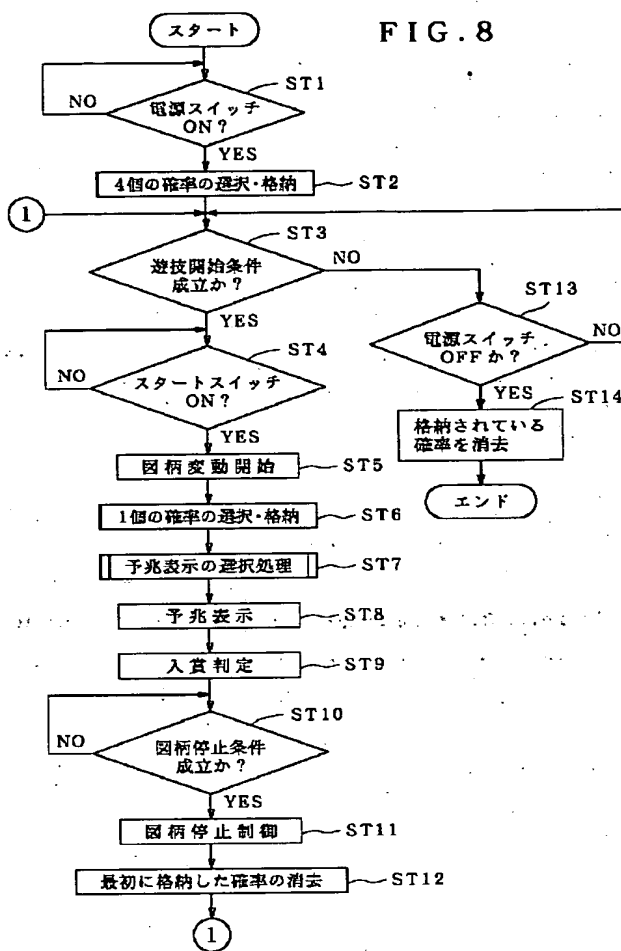 スタート
FIG.8
ST1
NO
電源スイッチ
ON?
YES
4個の確率の選択・格納
ST2
1
ST3
遊技開始条件
成立か?
NO
YES
ST13
電源スイッチ
OFFか?
NO
YES
ST14
格納されている
確率を消去
エンド
ST4
NO
スタートスイッチ
ON?
YES
図柄変動開始
ST5
1個の確率の選択・格納
ST6
予兆表示の選択処理
ST7
予兆表示
ST8
入賞判定
ST9
ST10
NO
図柄停止条件
成立か?
YES
図柄停止制御
ST11
最初に格納した確率の消去
ST12
1